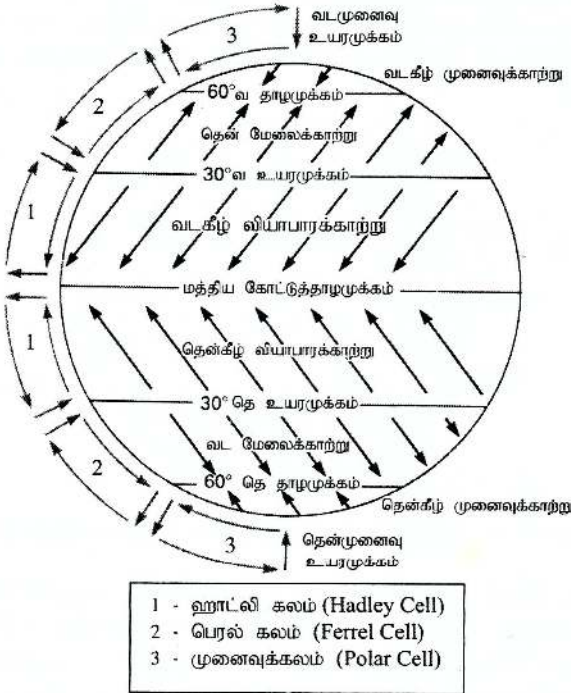 3
வடமுனைவு
உயரமுக்கம்
வடகீழ் முனைவுக்காற்று
60°வ தாழமுக்கம்
2
தென் மேலைக்காற்று
30°வ உயரமுக்கம்
1
வடகீழ் வியாபாரக்காற்று
மத்திய கோட்டுத்தாழமுக்கம்
1
தென்கீழ் வியாபாரக்காற்று
30° தெ உயரமுக்கம்
2
வட மேலைக்காற்று
60° தெ தாழமுக்கம்
தென்கீழ் முனைவுக்காற்று
3
தென்முனைவு
உயரமுக்கம்
1 - ஹாட்லி கலம் (Hadley Cell)
2 - பெரல் கலம் (Ferrel Cell)
3 - முனைவுக்கலம் (Polar Cell)